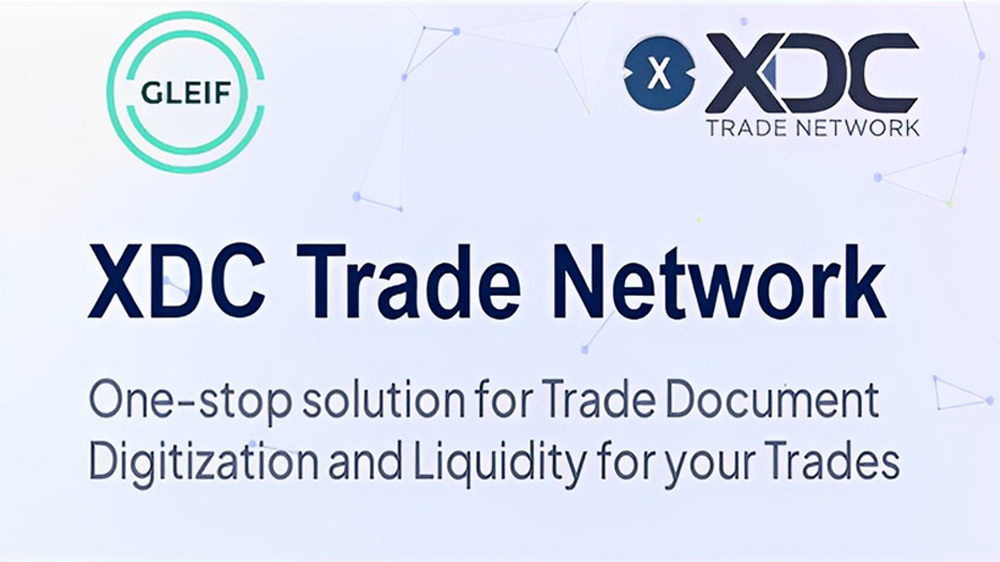 GLEIF
X XDC
TRADE NETWORK
XDC Trade Network
One-stop solution for Trade Document
Digitization and Liquidity for your Trades